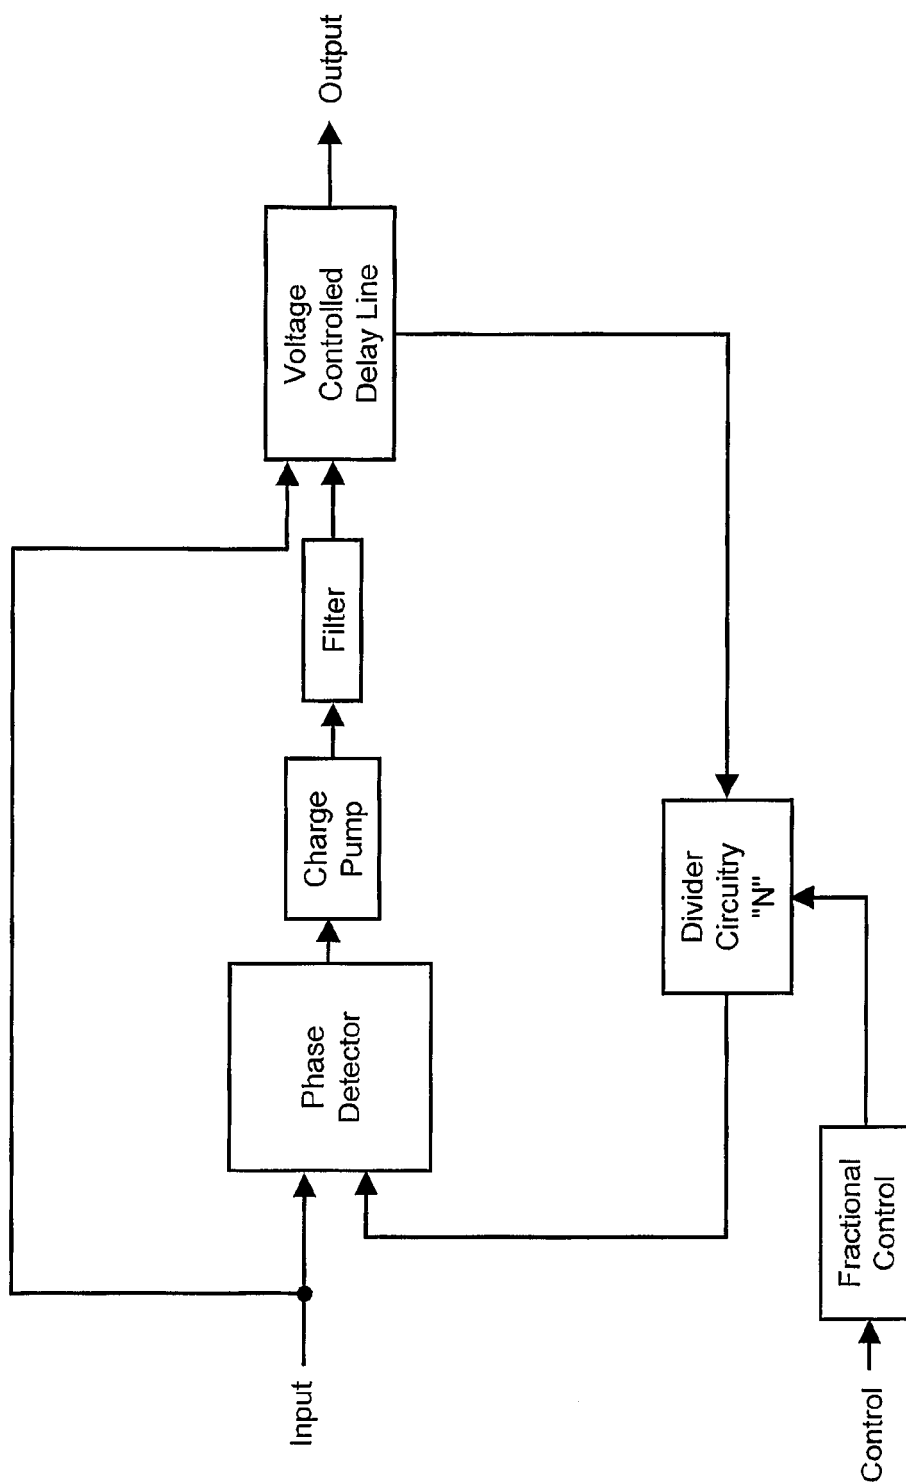 Input
Phase
Detector
Charge
Pump
Filter
Voltage
Controlled
Delay Line
Output
Divider
Circuitry
"N"
Control
Fractional
Control